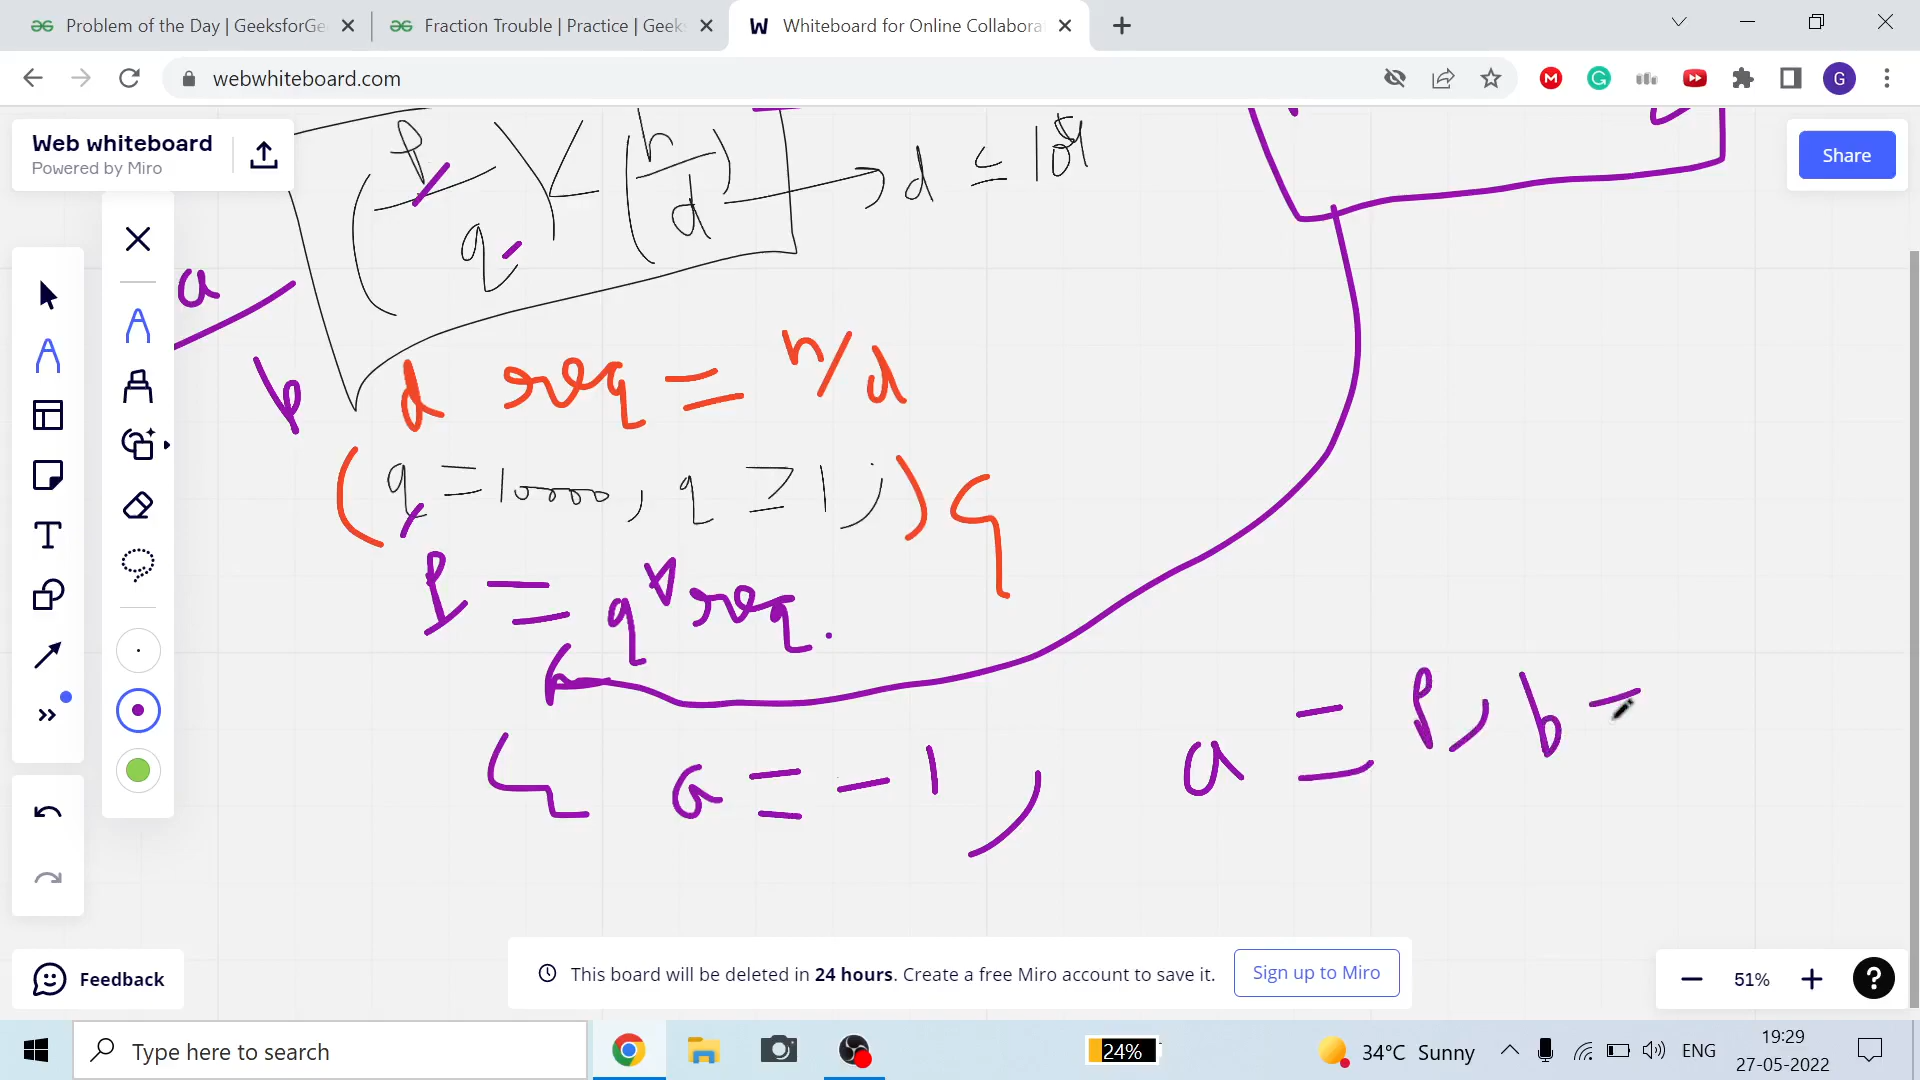 Problem of the Day | GeeksforGe
Fraction Trouble | Practice | Geeks
Whiteboard for Online Collabora
webwhiteboard.com
G
Web whiteboard
Powered by Miro
Share
p/q < n/d → d ≤ 10
a
b
d req = n/d
(q = 10000, q ≥ 1;)
P = q * req.
{ a = -1, a = P, b =
This board will be deleted in 24 hours. Create a free Miro account to save it.
Sign up to Miro
Feedback
51%
?
Type here to search
24%
34°C Sunny
ENG
19:29
27-05-2022